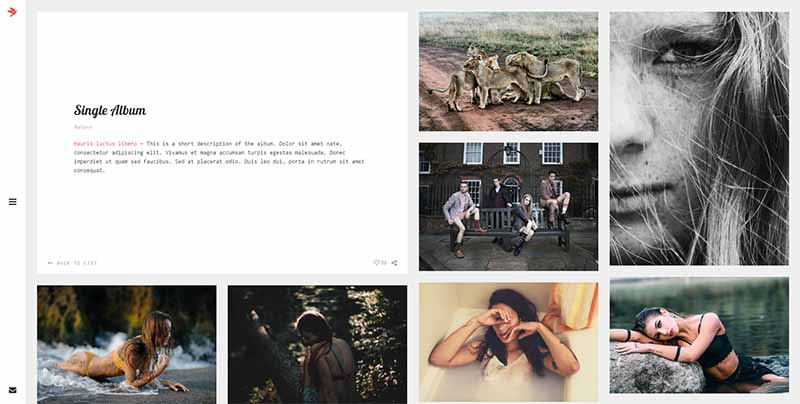 Single Album
Nature
Mauris luctus libero – This is a short description of the album. Dolor sit amet nate,
consectetur adipiscing elit. Vivamus et magna accumsan turpis egestas malesuada. Donec
imperdiet ut quam sed faucibus. Sed at placerat odio. Duis leo dui, porta in rutrum sit amet
consequat.
← BACK TO LIST